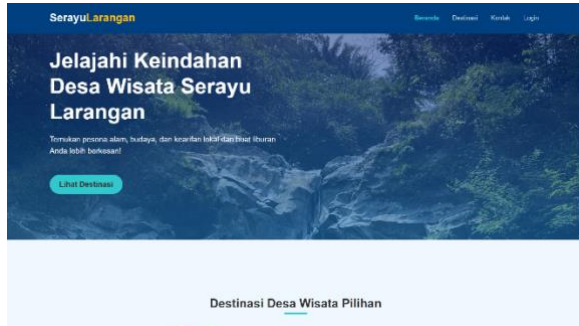 SerayuLarangan
Beranda Destinasi Kontak Login
Jelajahi Keindahan
Desa Wisata Serayu
Larangan
Temukan pesona alam, budaya, dan kearifan lokal dan buat liburan
Anda lebih berkesan!
Lihat Destinasi
Destinasi Desa Wisata Pilihan